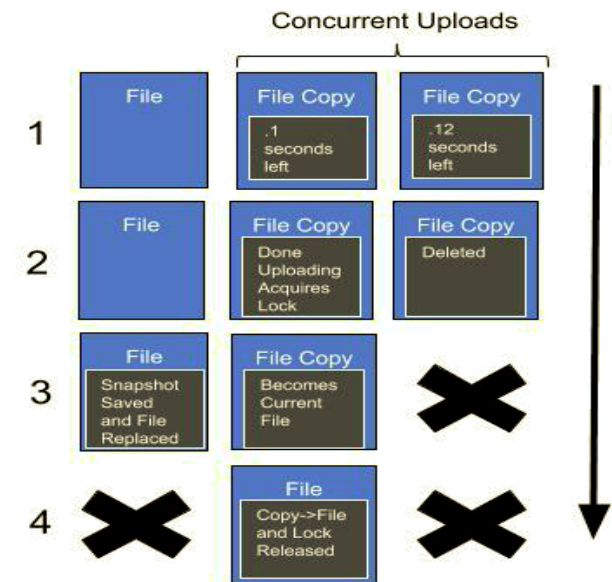 Concurrent Uploads
1
File
File Copy
.1
seconds
left
File Copy
.12
seconds
left
2
File
File Copy
Done
Uploading
Acquires
Lock
File Copy
Deleted
3
File
Snapshot
Saved
and File
Replaced
File Copy
Becomes
Current
File
4
File
Copy->File
and Lock
Released